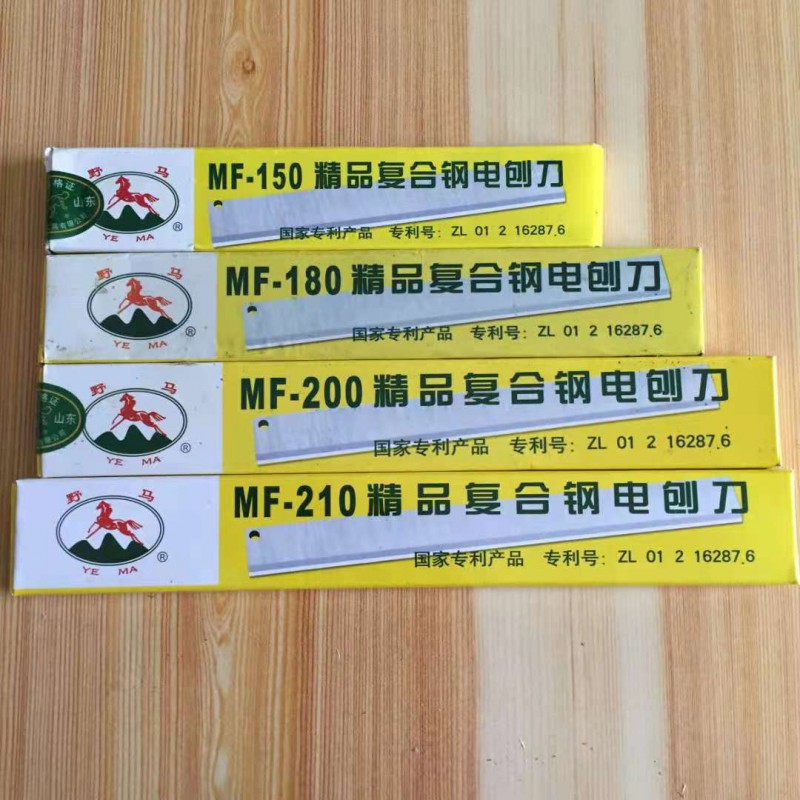 野 马
格证
山东
YE MA ®
MF-150 精品复合钢电刨刀
国家专利产品 专利号: ZL 01 2 16287.6
野 马
YE MA ®
MF-180 精品复合钢电刨刀
国家专利产品 专利号: ZL 01 2 16287.6
野 马
格证
山东
YE MA ®
MF-200 精品复合钢电刨刀
国家专利产品 专利号: ZL 01 2 16287.6
野 马
YE MA ®
MF-210 精品复合钢电刨刀
国家专利产品 专利号: ZL 01 2 16287.6